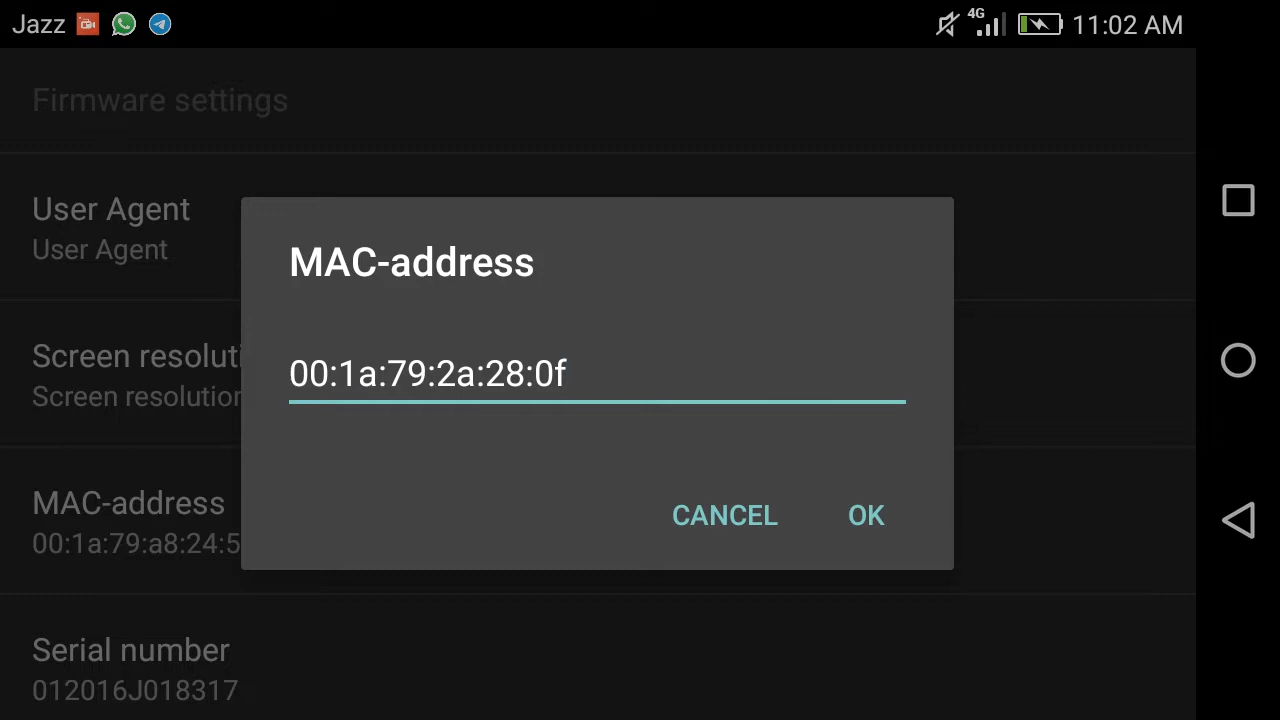 Jazz 4G 11:02 AM
Firmware settings
User Agent
User Agent
MAC-address
Screen resoluti
Screen resolution
00:1a:79:2a:28:0f
MAC-address
00:1a:79:a8:24:5
CANCEL OK
Serial number
012016J018317